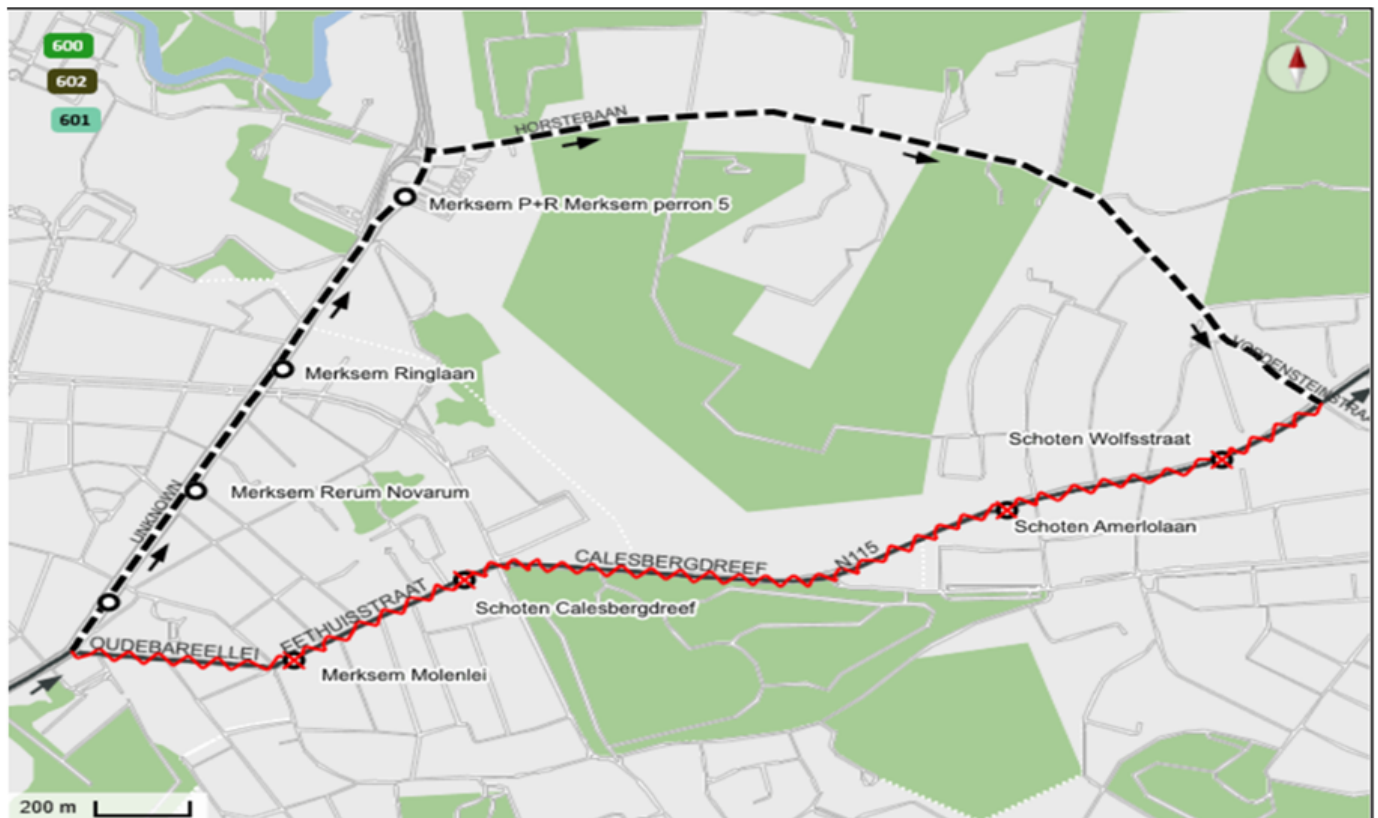 600
602
601
HORSTEBAAN
Merksem P+R Merksem perron 5
Merksem Ringlaan
VORDENSTEINSTRAA
Schoten Wolfsstraat
Merksem Rerum Novarum
UNKNOWN
Schoten Amerlolaan
N115
CALESBERGDREEF
EETHUISSTRAAT
Schoten Calesbergdreef
OUDEBAREELLEI
Merksem Molenlei
200 m